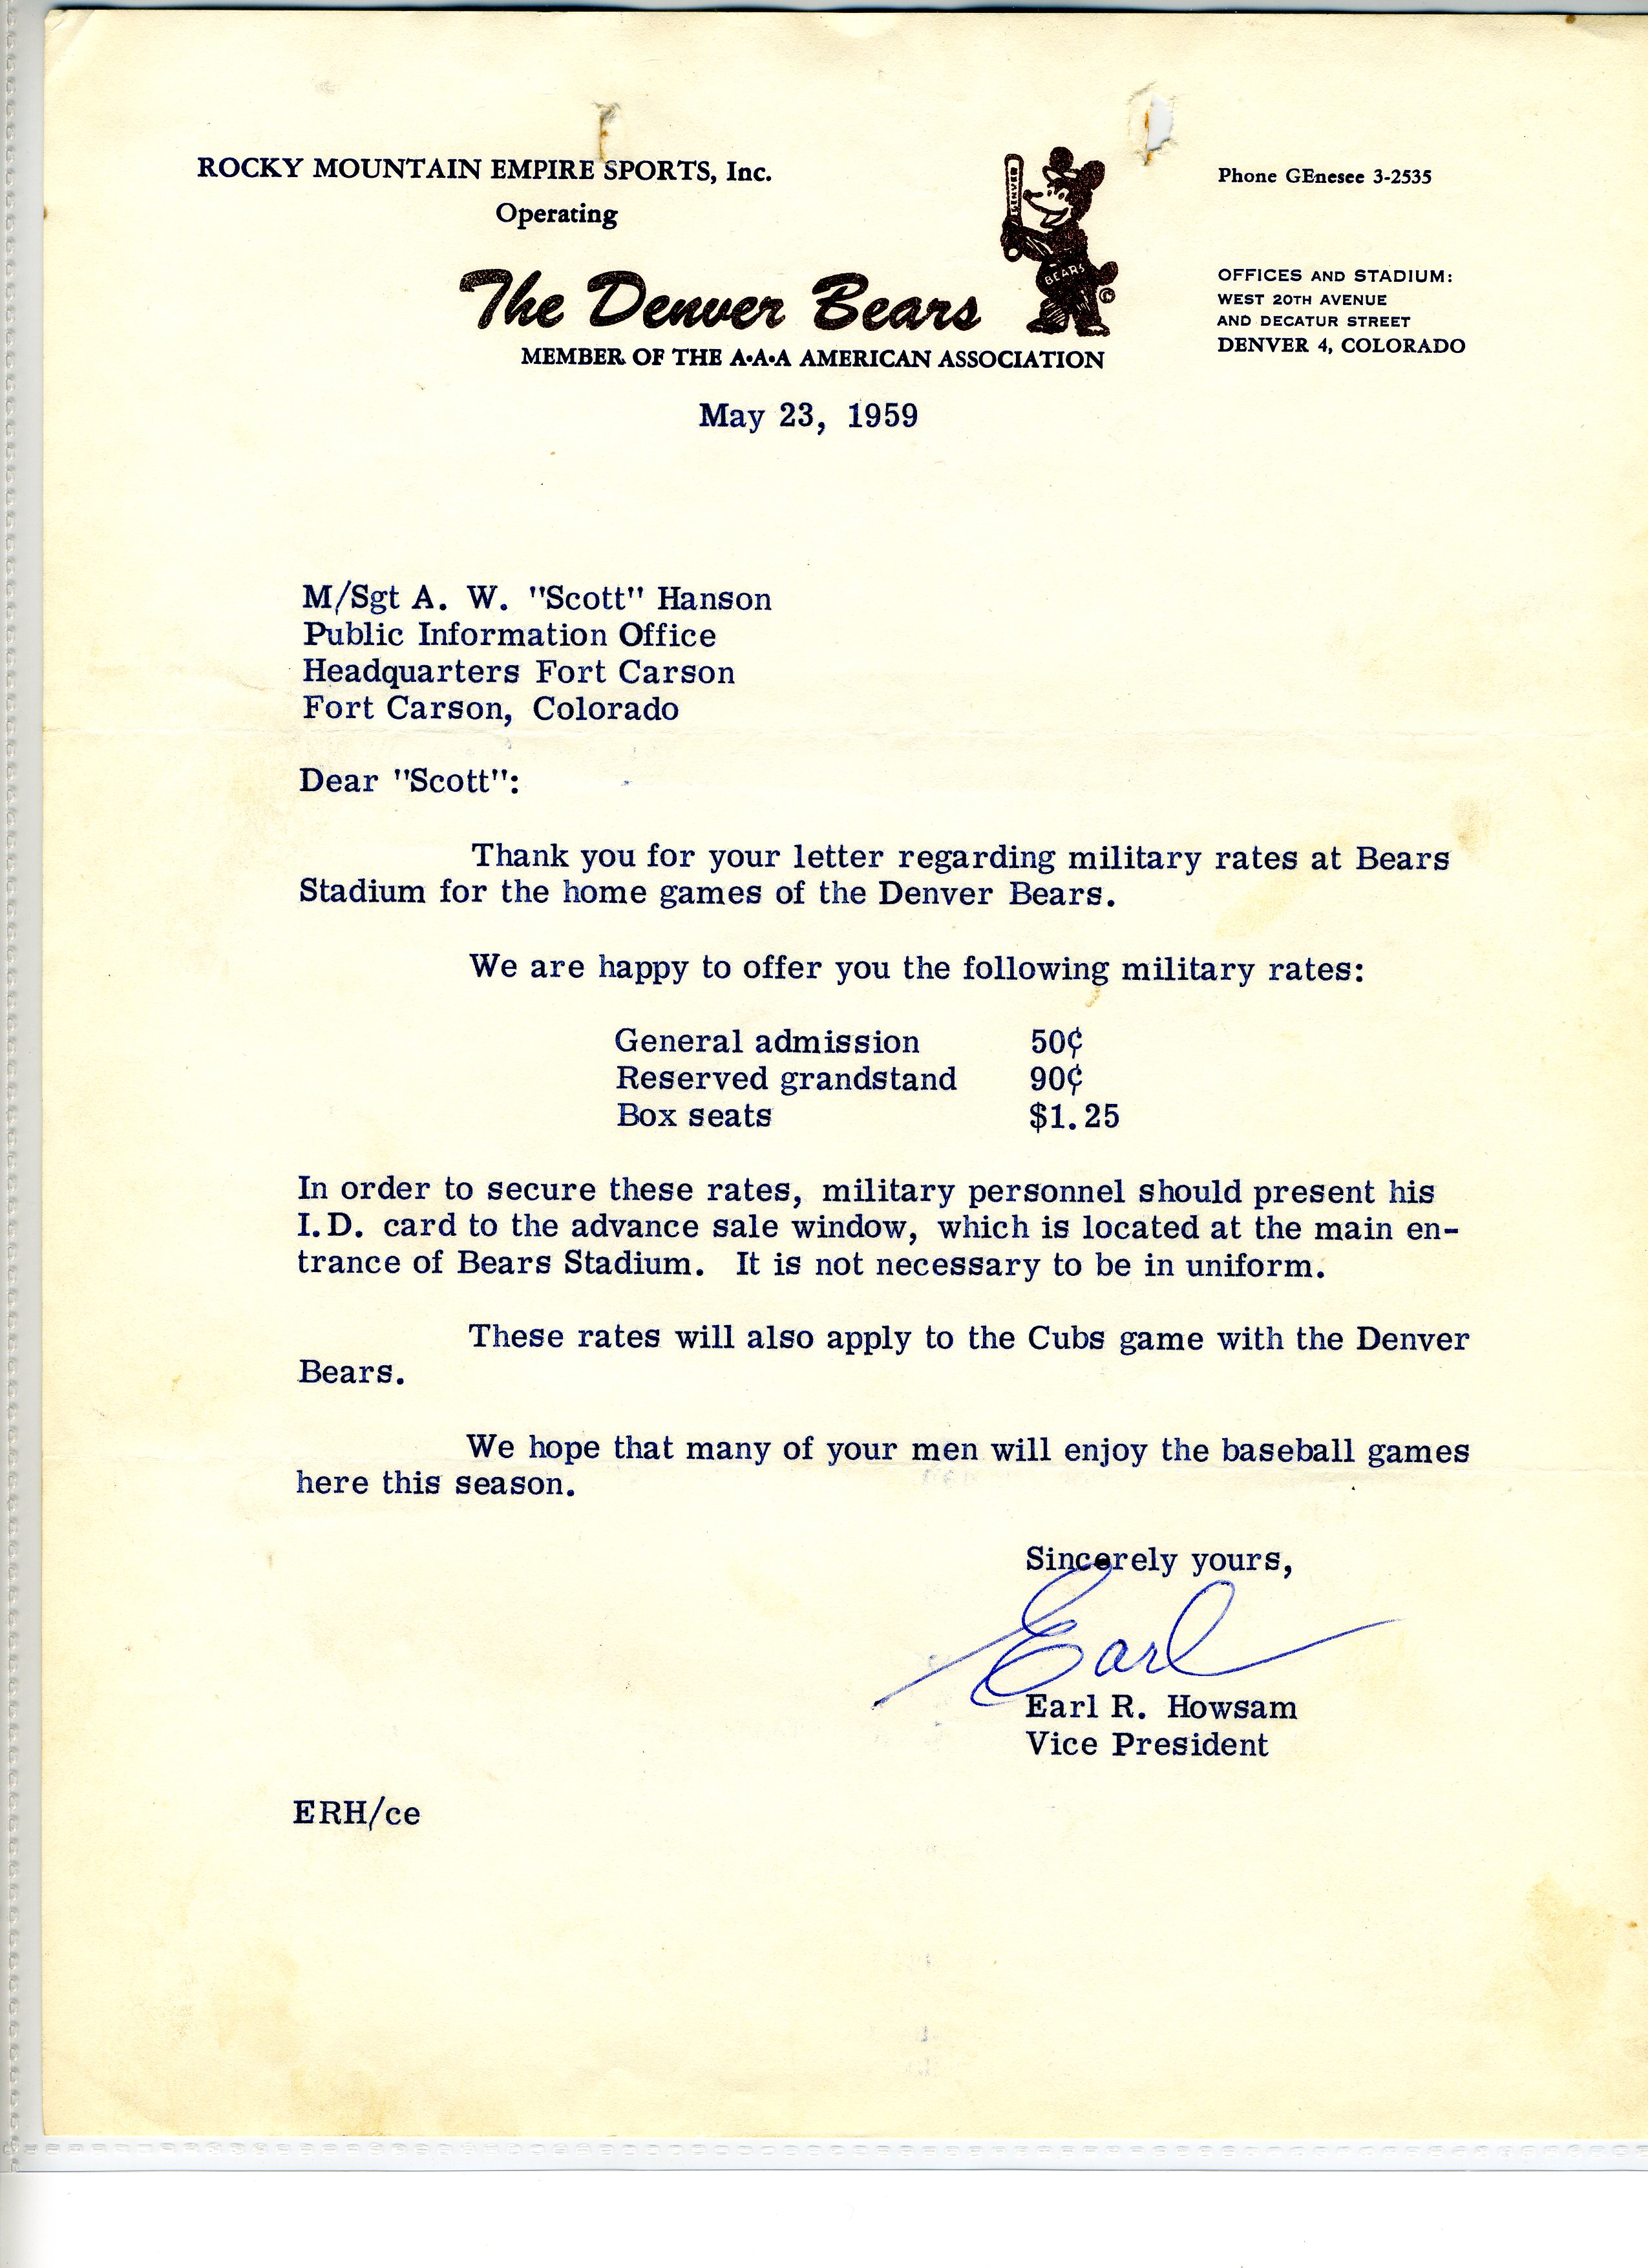 ROCKY MOUNTAIN EMPIRE SPORTS, Inc.
Operating
The Denver Bears
MEMBER OF THE A·A·A AMERICAN ASSOCIATION
DENVER
BEARS
©
Phone GEnesee 3-2535
OFFICES AND STADIUM:
WEST 20TH AVENUE
AND DECATUR STREET
DENVER 4, COLORADO
May 23, 1959
M/Sgt A. W. "Scott" Hanson
Public Information Office
Headquarters Fort Carson
Fort Carson, Colorado
Dear "Scott":
Thank you for your letter regarding military rates at Bears
Stadium for the home games of the Denver Bears.
We are happy to offer you the following military rates:
General admission 50¢
Reserved grandstand 90¢
Box seats $1.25
In order to secure these rates, military personnel should present his
I.D. card to the advance sale window, which is located at the main en-
trance of Bears Stadium. It is not necessary to be in uniform.
These rates will also apply to the Cubs game with the Denver
Bears.
We hope that many of your men will enjoy the baseball games
here this season.
Sincerely yours,
Earl
Earl R. Howsam
Vice President
ERH/ce